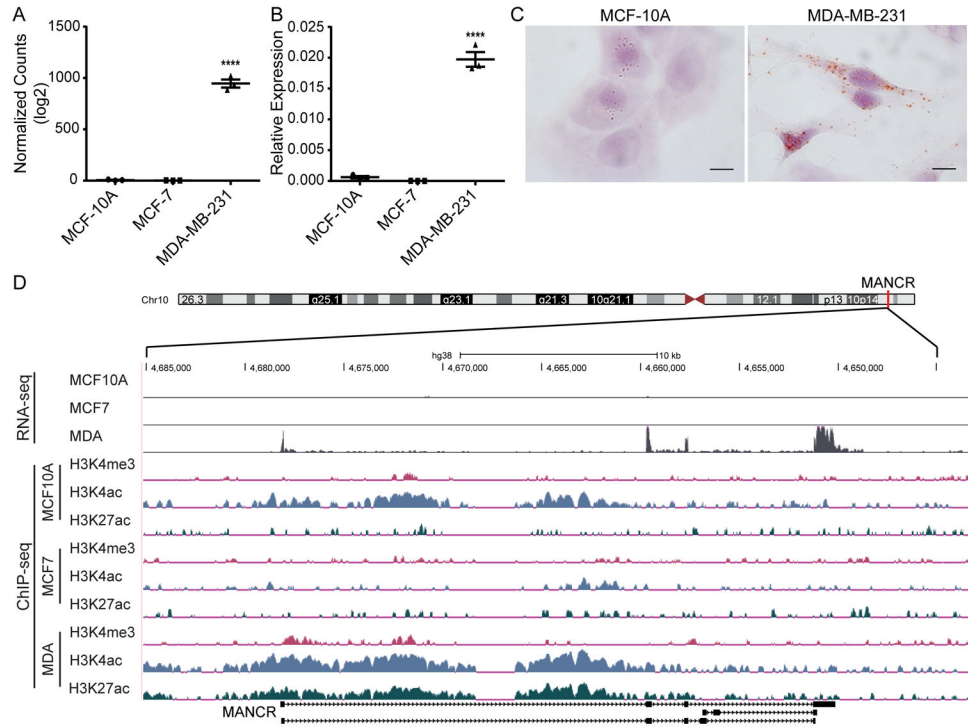 A
Normalized Counts
(log2)
1500
1000
500
0
****
MCF-10A
MCF-7
MDA-MB-231
B
Relative Expression
0.025
0.020
0.015
0.010
0.005
0.000
****
MCF-10A
MCF-7
MDA-MB-231
C
MCF-10A
MDA-MB-231
D
MANCR
Chr10
26.3 q25.1 q23.1 q21.3 10q21.1 12.1 p13 10p14
hg38 10 kb
4,685,000 4,680,000 4,675,000 4,670,000 4,665,000 4,660,000 4,655,000 4,650,000
RNA-seq
MCF10A
MCF7
MDA
ChIP-seq
MCF10A
H3K4me3
H3K4ac
H3K27ac
MCF7
H3K4me3
H3K4ac
H3K27ac
MDA
H3K4me3
H3K4ac
H3K27ac
MANCR